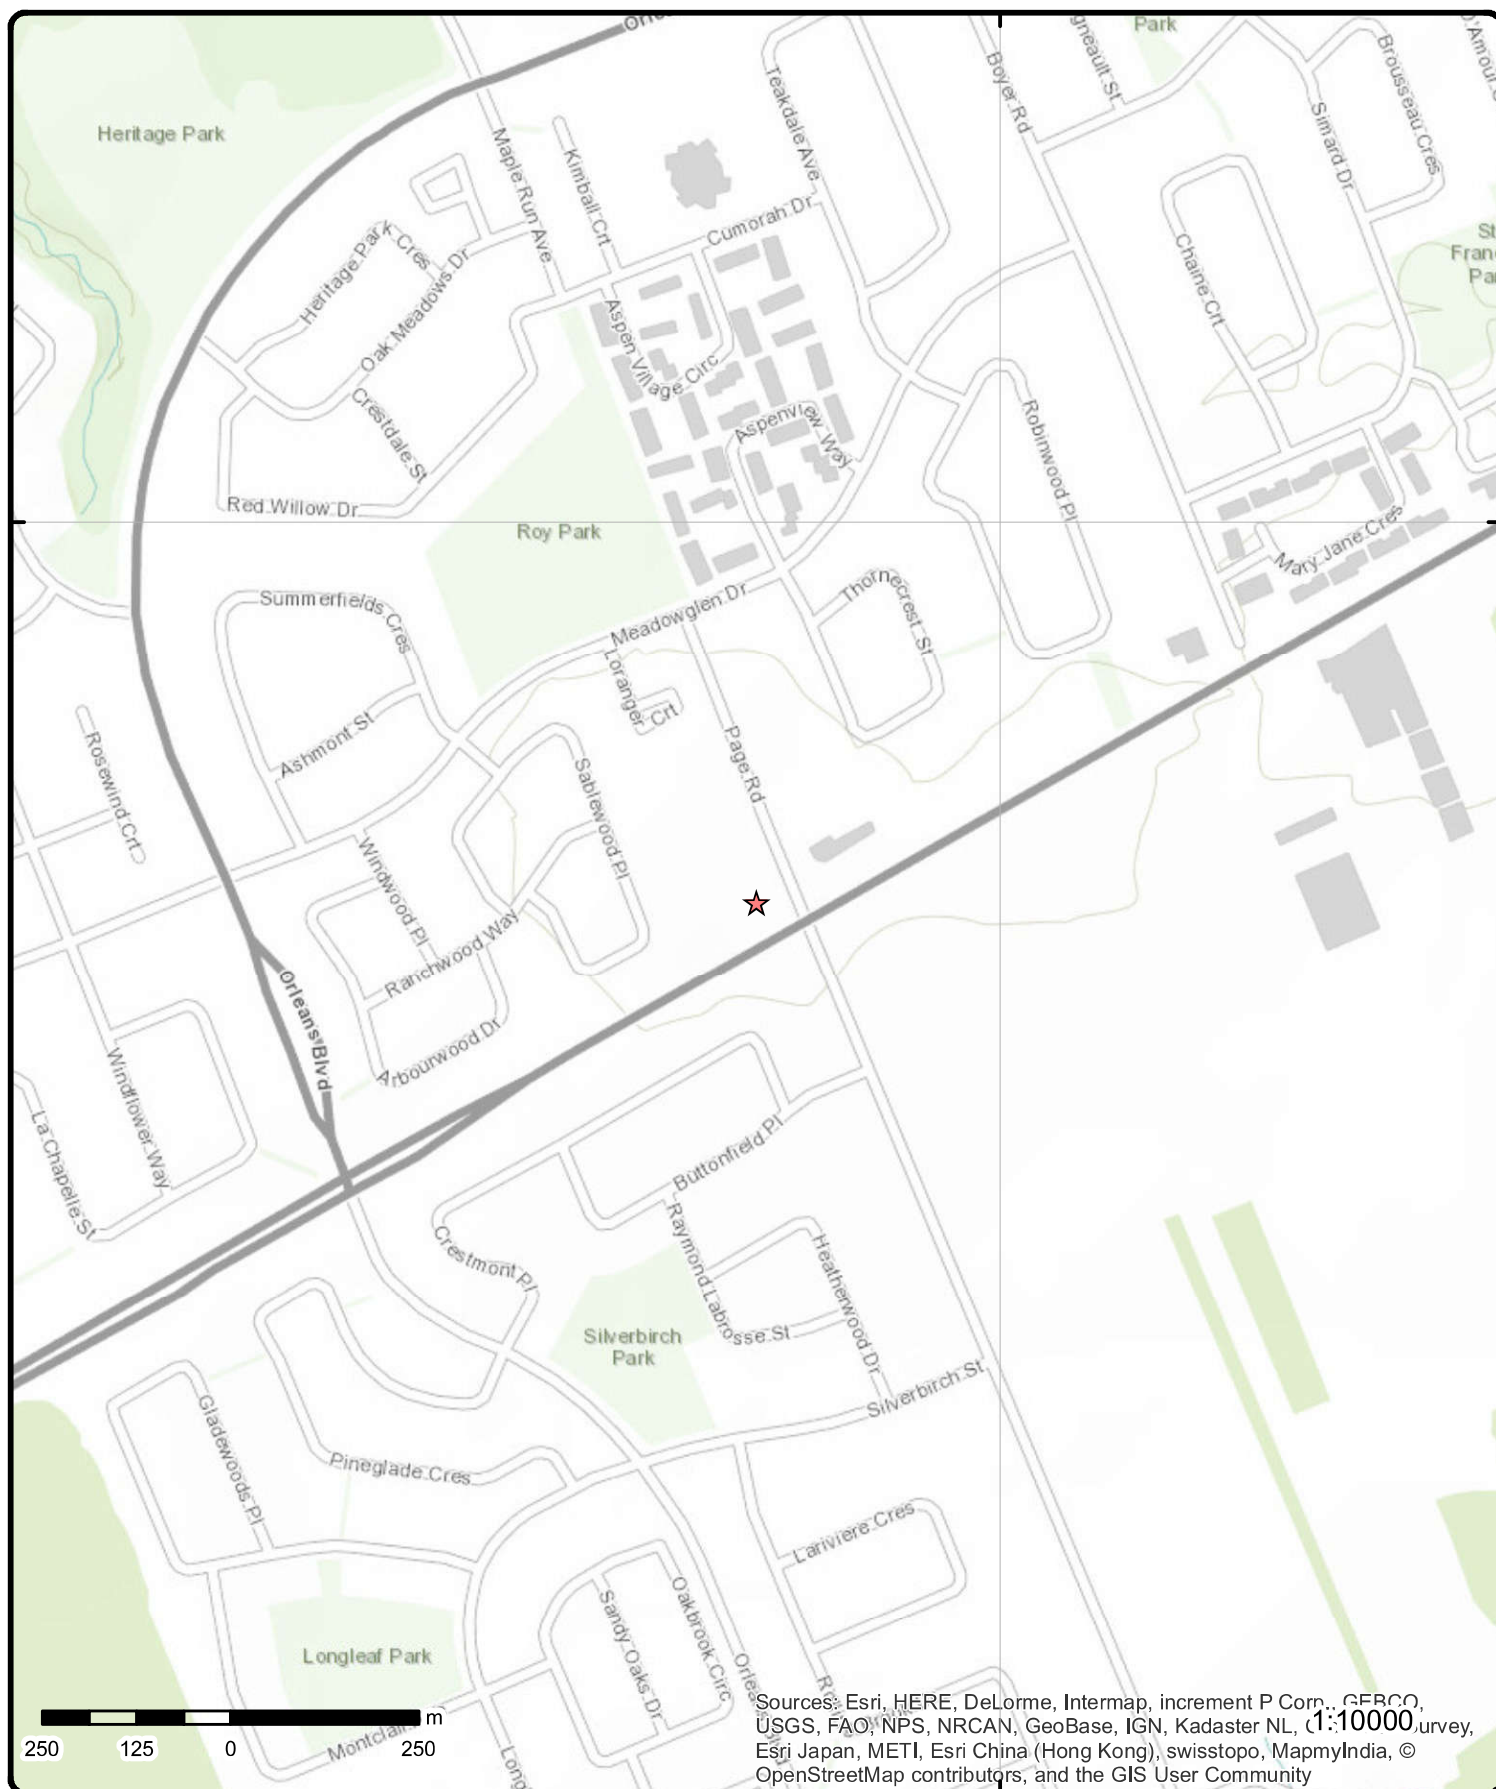 Park
Heritage Park
Maple Run Ave
Kimball Crt
Teakdale Ave
Boyer Rd
Simard Dr
Brousseau Cres
Cumorah Dr
Heritage Park Cres
Oak Meadows Dr
Chaine Crt
Aspen Village Circ
Crestdale St
Aspenview Way
Robinwood Pl
Red Willow Dr
Roy Park
Mary Jane Cres
Summerfields Cres
Thornecrest St
Meadowglen Dr
Loranger Crt
Ashmont St
Page Rd
Rosewind Crt
Sablewood Pl
Windwood Pl
Ranchwood Way
Orleans Blvd
Arbourwood Dr
Windflower Way
La Chapelle St
Buttonfield Pl
Crestmont Pl
Raymond Labrosse St
Heatherwood Dr
Silverbirch
Park
Silverbirch St
Gladewoods Pl
Pineglade Cres
Lariviere Cres
Sandy Oaks Dr
Oakbrook Circ
Longleaf Park
m
250 125 0 250
Sources: Esri, HERE, DeLorme, Intermap, increment P Corp., GEBCO,
USGS, FAO, NPS, NRCAN, GeoBase, IGN, Kadaster NL,
1:10000
Esri Japan, METI, Esri China (Hong Kong), swisstopo, MapmyIndia, ©
OpenStreetMap contributors, and the GIS User Community